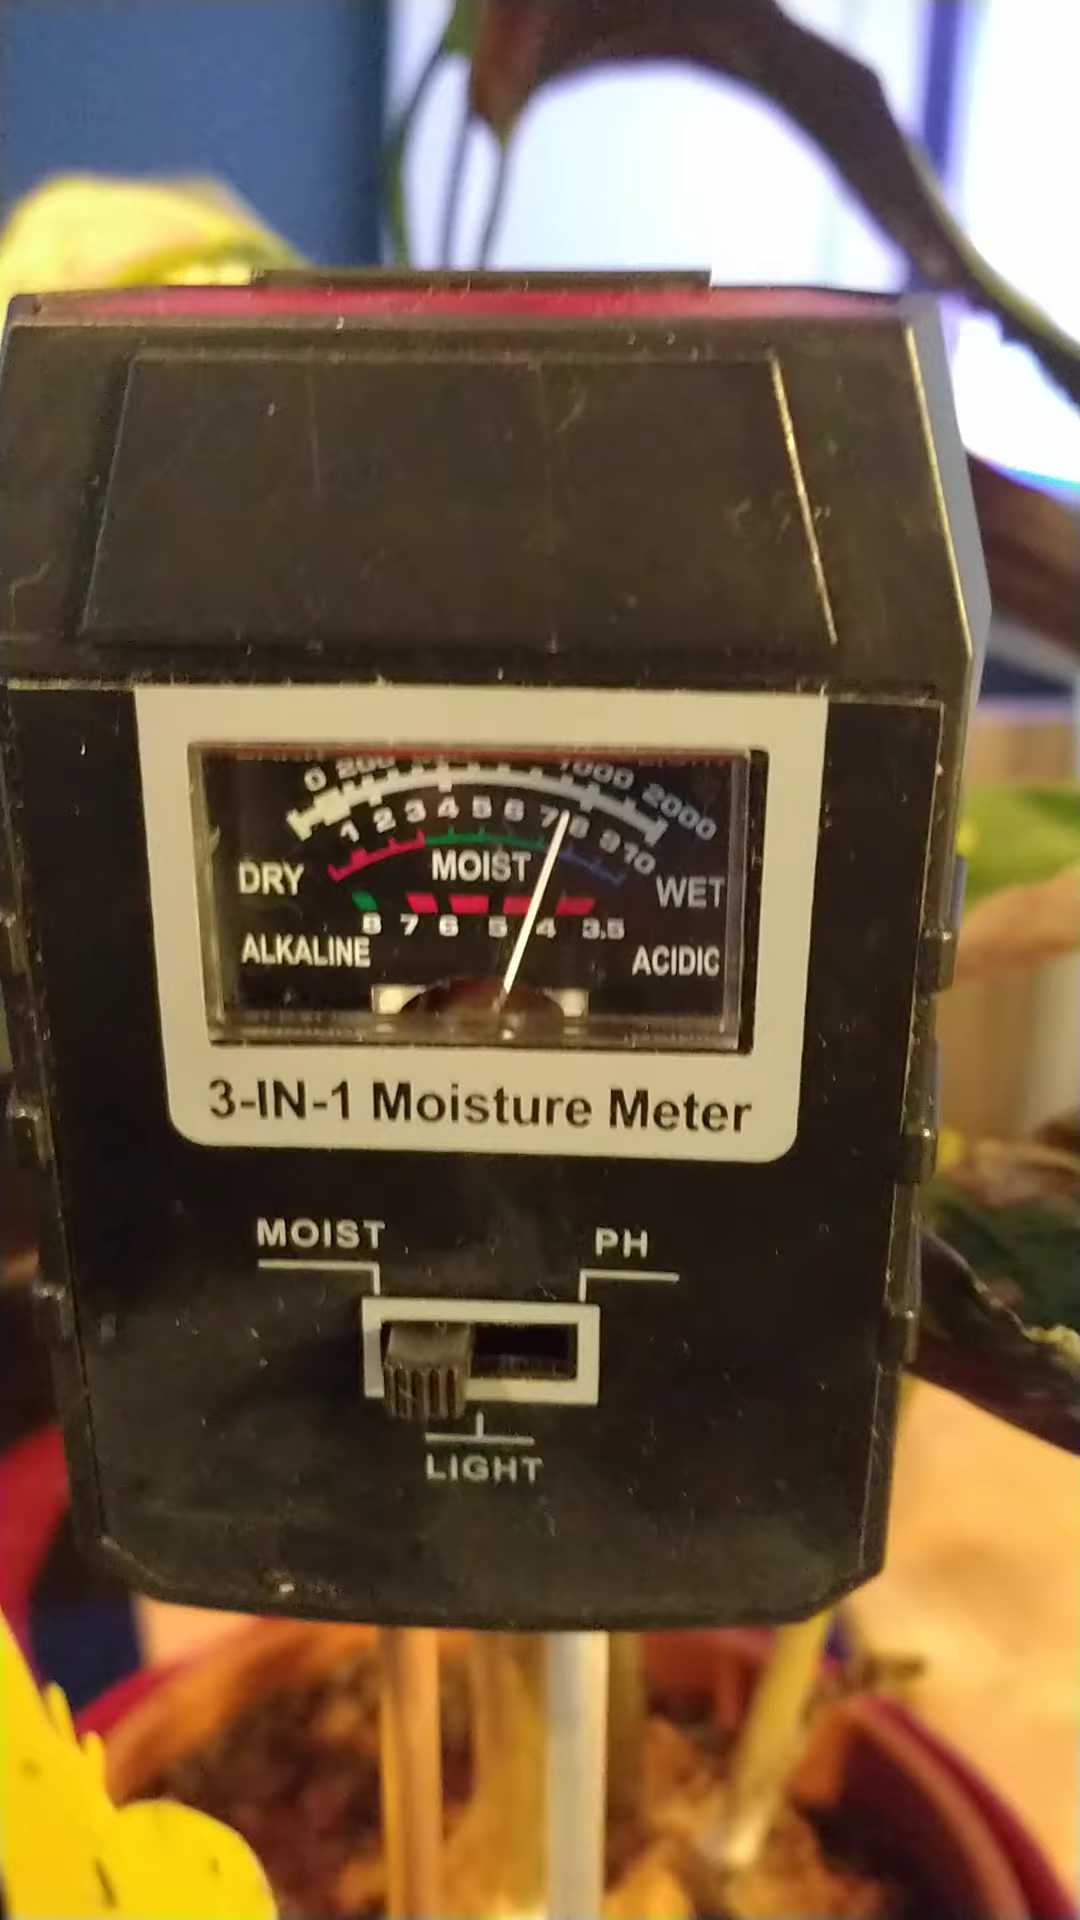 0 200 1000 2000
1 2 3 4 5 6 7 8 9 10
DRY MOIST WET
8 7 6 5 4 3.5
ALKALINE ACIDIC
3-IN-1 Moisture Meter
MOIST PH
LIGHT